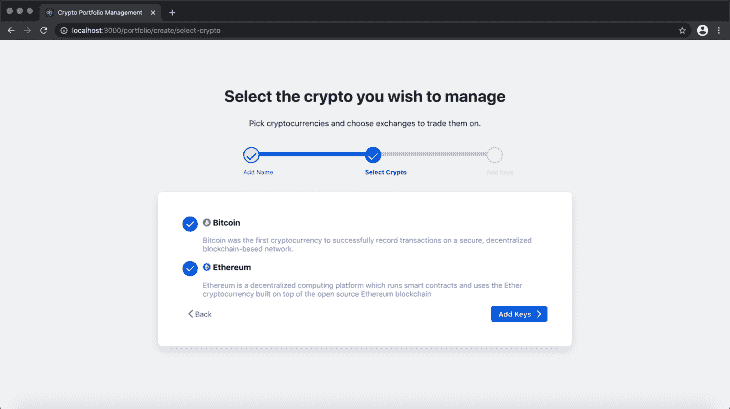 Crypto Portfolio Management
localhost:3000/portfolio/create/select-crypto
Select the crypto you wish to manage
Pick cryptocurrencies and choose exchanges to trade them on.
Add Name
Select Cryptos
Add Keys
Bitcoin
Bitcoin was the first cryptocurrency to successfully record transactions on a secure, decentralized
blockchain-based network.
Ethereum
Ethereum is a decentralized computing platform which runs smart contracts and uses the Ether
cryptocurrency built on top of the open source Ethereum blockchain
Back
Add Keys